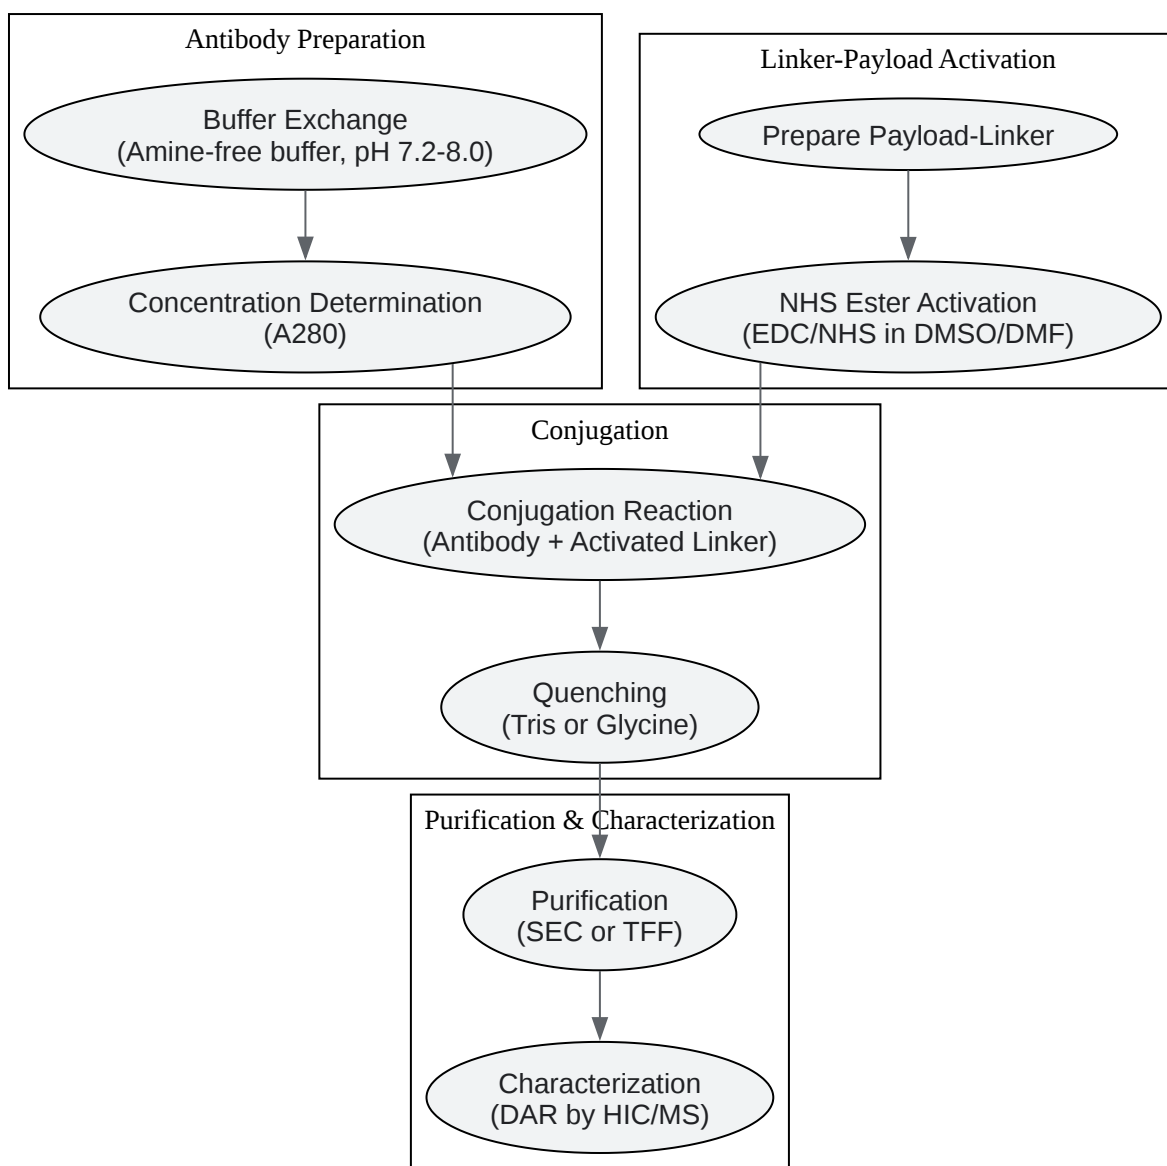 Antibody Preparation
Buffer Exchange
(Amine-free buffer, pH 7.2-8.0)
Concentration Determination
(A280)
Linker-Payload Activation
Prepare Payload-Linker
NHS Ester Activation
(EDC/NHS in DMSO/DMF)
Conjugation
Conjugation Reaction
(Antibody + Activated Linker)
Quenching
(Tris or Glycine)
Purification & Characterization
Purification
(SEC or TFF)
Characterization
(DAR by HIC/MS)